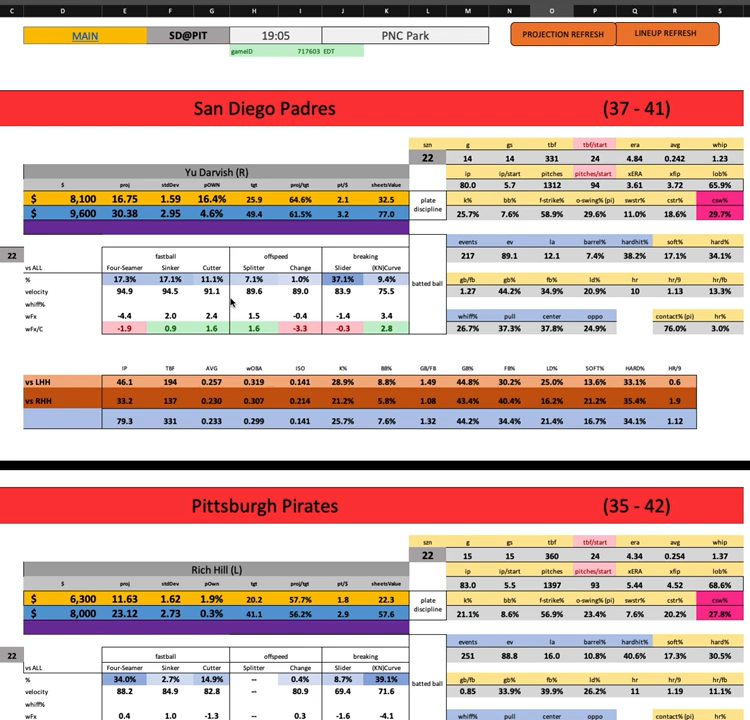 C D E F G H I J K L M N O P Q R S
MAIN SD@PIT 19:05 PNC Park PROJECTION REFRESH LINEUP REFRESH
gameID 717603 EDT
San Diego Padres (37 - 41)
szn g gs tbf tbf/start era avg whip
22 14 14 331 24 4.84 0.242 1.23
Yu Darvish (R) ip ip/start pitches pitches/start xERA xfip lob%
$ proj stdDev pOWN tgt proj/tgt pt/$ sheetsValue 80.0 5.7 1312 94 3.61 3.72 65.9%
$ 8,100 16.75 1.59 16.4% 25.9 64.6% 2.1 32.5 plate discipline k% bb% f-strike% o-swing% (pi) swstr% cstr% csw%
$ 9,600 30.38 2.95 4.6% 49.4 61.5% 3.2 77.0 25.7% 7.6% 58.9% 29.6% 11.0% 18.6% 29.7%
events ev la barrel% hardhit% soft% hard%
22 fastball offspeed breaking 217 89.1 12.1 7.4% 38.2% 17.1% 34.1%
vs ALL Four-Seamer Sinker Cutter Splitter Change Slider (KN)Curve
% 17.3% 17.1% 11.1% 7.1% 1.0% 37.1% 9.4% batted ball gb/fb gb% fb% ld% hr hr/9 hr/fb
velocity 94.9 94.5 91.1 89.6 89.0 83.9 75.5 1.27 44.2% 34.9% 20.9% 10 1.13 13.3%
whiff%
wFx -4.4 2.0 2.4 1.5 -0.4 -1.4 3.4 whiff% pull center oppo contact% (pi) hr%
wFx/C -1.9 0.9 1.6 1.6 -3.3 -0.3 2.8 26.7% 37.3% 37.8% 24.9% 76.0% 3.0%
IP TBF AVG wOBA ISO K% BB% GB/FB GB% FB% LD% SOFT% HARD% HR/9
vs LHH 46.1 194 0.257 0.319 0.141 28.9% 8.8% 1.49 44.8% 30.2% 25.0% 13.6% 33.1% 0.6
vs RHH 33.2 137 0.230 0.307 0.214 21.2% 5.8% 1.08 43.4% 40.4% 16.2% 21.2% 35.4% 1.9
79.3 331 0.233 0.299 0.141 25.7% 7.6% 1.32 44.2% 34.4% 21.4% 16.7% 34.1% 1.12
Pittsburgh Pirates (35 - 42)
szn g gs tbf tbf/start era avg whip
22 15 15 360 24 4.34 0.254 1.37
Rich Hill (L) ip ip/start pitches pitches/start xERA xfip lob%
$ proj stdDev pOwn tgt proj/tgt pt/$ sheetsValue 83.0 5.5 1397 93 5.44 4.52 68.6%
$ 6,300 11.63 1.62 1.9% 20.2 57.7% 1.8 22.3 plate discipline k% bb% f-strike% o-swing% (pi) swstr% cstr% csw%
$ 8,000 23.12 2.73 0.3% 41.1 56.2% 2.9 57.6 21.1% 8.6% 56.9% 23.4% 7.6% 20.2% 27.8%
events ev la barrel% hardhit% soft% hard%
22 fastball offspeed breaking 251 88.8 16.0 10.8% 40.6% 17.3% 30.5%
vs ALL Four-Seamer Sinker Cutter Splitter Change Slider (KN)Curve
% 34.0% 2.7% 14.9% -- 0.4% 8.7% 39.1% batted ball gb/fb gb% fb% ld% hr hr/9 hr/fb
velocity 88.2 84.9 82.8 -- 80.9 69.4 71.6 0.85 33.9% 39.9% 26.2% 11 1.19 11.1%
whiff%
wFx 0.4 1.0 -1.3 -- 0.3 -1.6 -4.1 whiff% pull center oppo contact% (pi) hr%